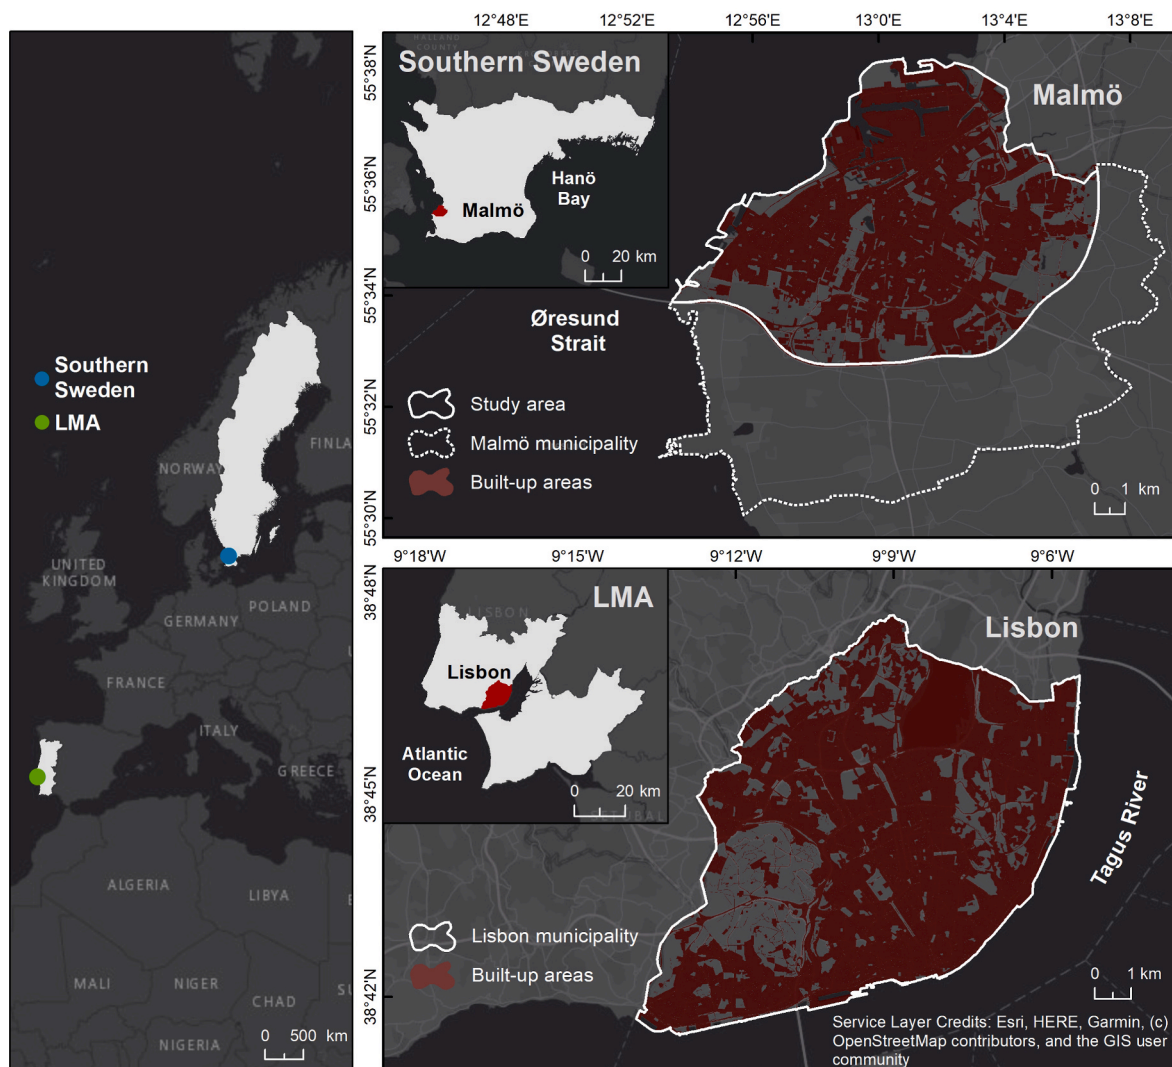 Southern
Sweden
LMA
NORWAY
FINLA
UNITED
KINGDOM
POLAND
GERMANY
FRANCE
ITALY
GREECE
ALGERIA
LIBYA
MALI
NIGER
CHAD
NIGERIA
0 500 km
12°48'E 12°52'E 12°56'E 13°0'E 13°4'E 13°8'E
55°38'N
55°36'N
55°34'N
55°32'N
55°30'N
HALLAND
COUNTY
Southern Sweden
Hanö
Bay
Malmö
0 20 km
Malmö
Øresund
Strait
Study area
Malmö municipality
Built-up areas
0 1 km
9°18'W 9°15'W 9°12'W 9°9'W 9°6'W
38°48'N
38°45'N
38°42'N
LISBON
LMA
Lisbon
Atlantic
Ocean
0 20 km
Lisbon
Tagus River
Lisbon municipality
Built-up areas
0 1 km
Service Layer Credits: Esri, HERE, Garmin, (c)
OpenStreetMap contributors, and the GIS user
community